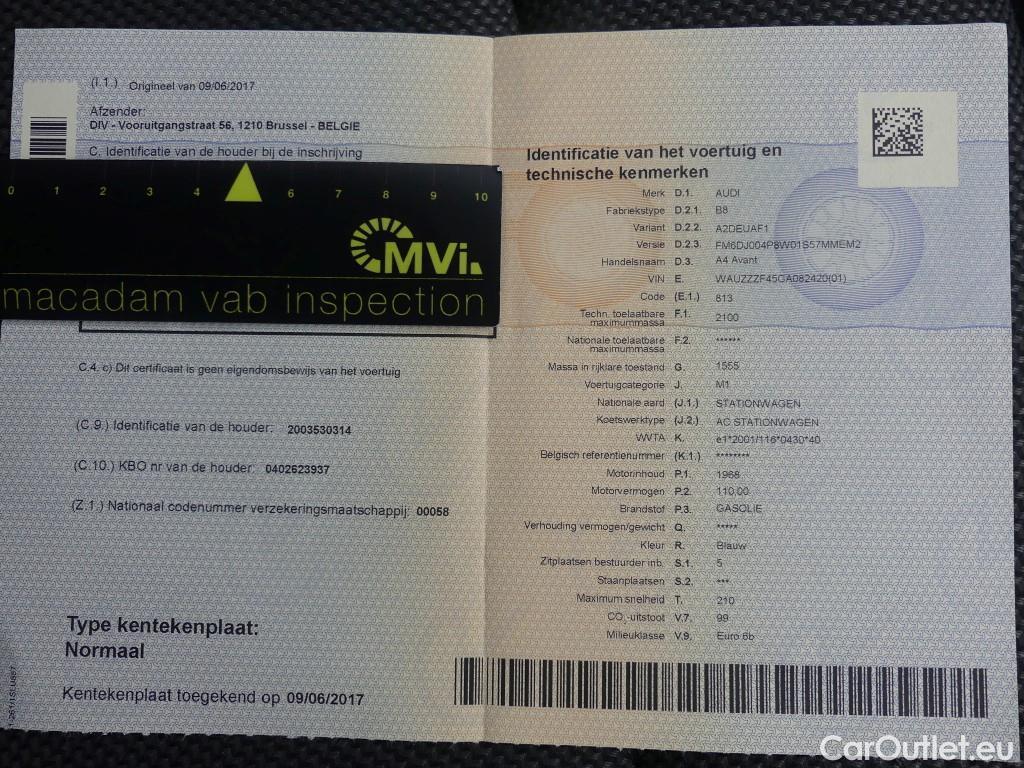 (I.1.) Origineel van 09/06/2017
Afzender:
DIV - Vooruitgangstraat 56, 1210 Brussel - BELGIE
C. Identificatie van de houder bij de inschrijving
0 1 2 3 4 6 7 8 9 10
MVi
macadam vab inspection
C.4. c) Dit certificaat is geen eigendomsbewijs van het voertuig
(C.9.) Identificatie van de houder: 2003530314
(C.10.) KBO nr van de houder: 0402623937
(Z.1.) Nationaal codenummer verzekeringsmaatschappij: 00058
Type kentekenplaat:
Normaal
Kentekenplaat toegekend op 09/06/2017
Identificatie van het voertuig en
technische kenmerken
Merk D.1. AUDI
Fabriekstype D.2.1. B8
Variant D.2.2. A2DEUAF1
Versie D.2.3. FM6DJ004P8W01S57MMEM2
Handelsnaam D.3. A4 Avant
VIN E. WAUZZZF45GA082420(01)
Code (E.1.) 813
Techn. toelaatbare F.1. 2100
maximummassa
Nationale toelaatbare F.2. ******
maximummassa
Massa in rijklare toestand G. 1555
Voertuigcategorie J. M1
Nationale aard (J.1.) STATIONWAGEN
Koetswerktype (J.2.) AC STATIONWAGEN
WVTA K. e1*2001/116*0430*40
Belgisch referentienummer (K.1.) ********
Motorinhoud P.1. 1968
Motorvermogen P.2. 110.00
Brandstof P.3. GASOLIE
Verhouding vermogen/gewicht Q. *****
Kleur R. Blauw
Zitplaatsen bestuurder inb. S.1. 5
Staanplaatsen S.2. ***
Maximum snelheid T. 210
CO2-uitstoot V.7. 99
Milieuklasse V.9. Euro 6b
CarOutlet.eu